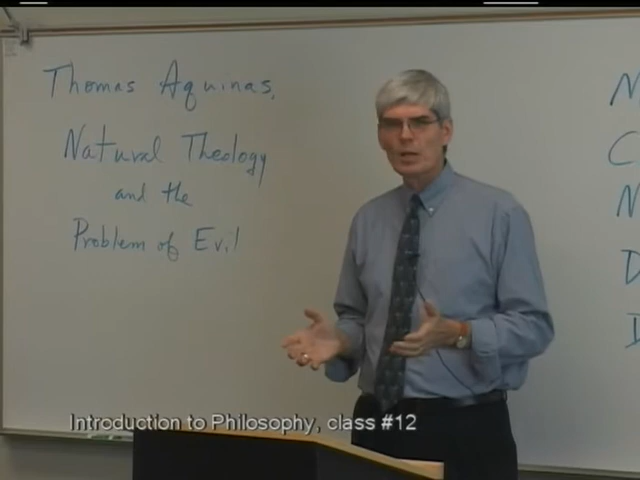 Thomas Aquinas,
Natural Theology
and the
Problem of Evil
N
C
N
D
D
Introduction to Philosophy, class #12